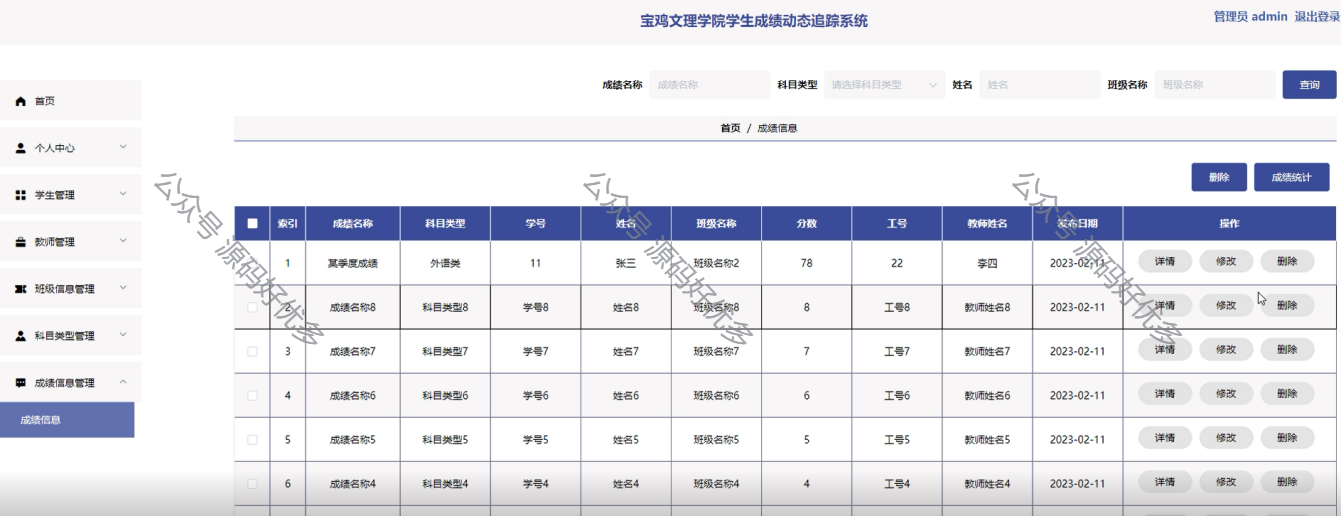 宝鸡文理学院学生成绩动态追踪系统
管理员 admin 退出登录
成绩名称 成绩名称 科目类型 请选择科目类型 姓名 姓名 班级名称 班级名称 查询
首页
个人中心
学生管理
教师管理
班级信息管理
科目类型管理
成绩信息管理
成绩信息
首页 / 成绩信息
删除 成绩统计
索引 成绩名称 科目类型 学号 姓名 班级名称 分数 工号 教师姓名 发布日期 操作
1 某季度成绩 外语类 11 张三 班级名称2 78 22 李四 2023-02-11 详情 修改 删除
2 成绩名称8 科目类型8 学号8 姓名8 班级名称8 8 工号8 教师姓名8 2023-02-11 详情 修改 删除
3 成绩名称7 科目类型7 学号7 姓名7 班级名称7 7 工号7 教师姓名7 2023-02-11 详情 修改 删除
4 成绩名称6 科目类型6 学号6 姓名6 班级名称6 6 工号6 教师姓名6 2023-02-11 详情 修改 删除
5 成绩名称5 科目类型5 学号5 姓名5 班级名称5 5 工号5 教师姓名5 2023-02-11 详情 修改 删除
6 成绩名称4 科目类型4 学号4 姓名4 班级名称4 4 工号4 教师姓名4 2023-02-11 详情 修改 删除
公众号 源码好优多
公众号 源码好优多
公众号 源码好优多